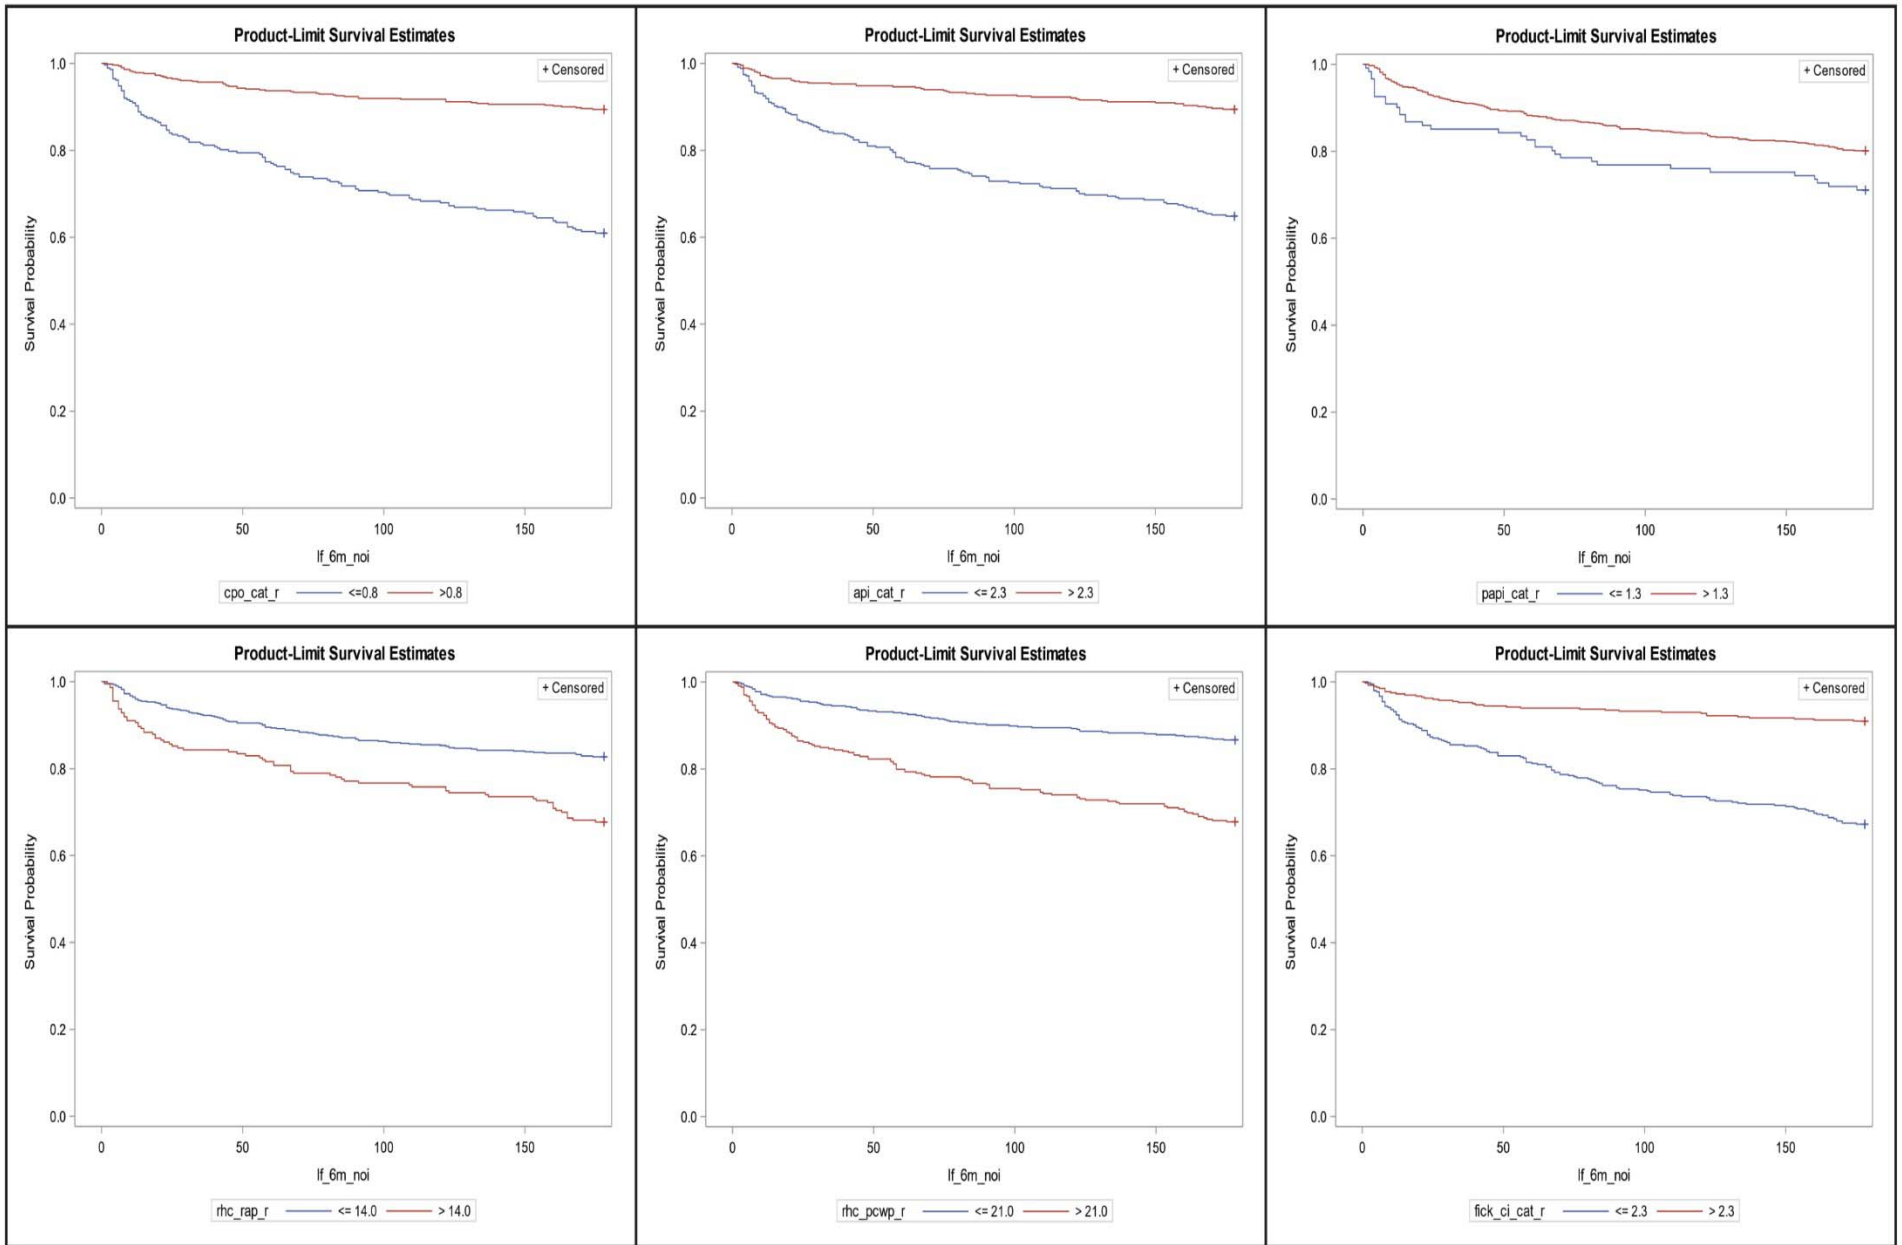 Product-Limit Survival Estimates
+ Censored
1.0
0.8
0.6
0.4
0.2
0.0
Survival Probability
0 50 100 150
lf_6m_noi
cpo_cat_r <=0.8 >0.8
Product-Limit Survival Estimates
+ Censored
1.0
0.8
0.6
0.4
0.2
0.0
Survival Probability
0 50 100 150
lf_6m_noi
api_cat_r <= 2.3 > 2.3
Product-Limit Survival Estimates
+ Censored
1.0
0.8
0.6
0.4
0.2
0.0
Survival Probability
0 50 100 150
lf_6m_noi
papi_cat_r <= 1.3 > 1.3
Product-Limit Survival Estimates
+ Censored
1.0
0.8
0.6
0.4
0.2
0.0
Survival Probability
0 50 100 150
lf_6m_noi
rhc_rap_r <= 14.0 > 14.0
Product-Limit Survival Estimates
+ Censored
1.0
0.8
0.6
0.4
0.2
0.0
Survival Probability
0 50 100 150
lf_6m_noi
rhc_pcwp_r <= 21.0 > 21.0
Product-Limit Survival Estimates
+ Censored
1.0
0.8
0.6
0.4
0.2
0.0
Survival Probability
0 50 100 150
lf_6m_noi
fick_ci_cat_r <= 2.3 > 2.3